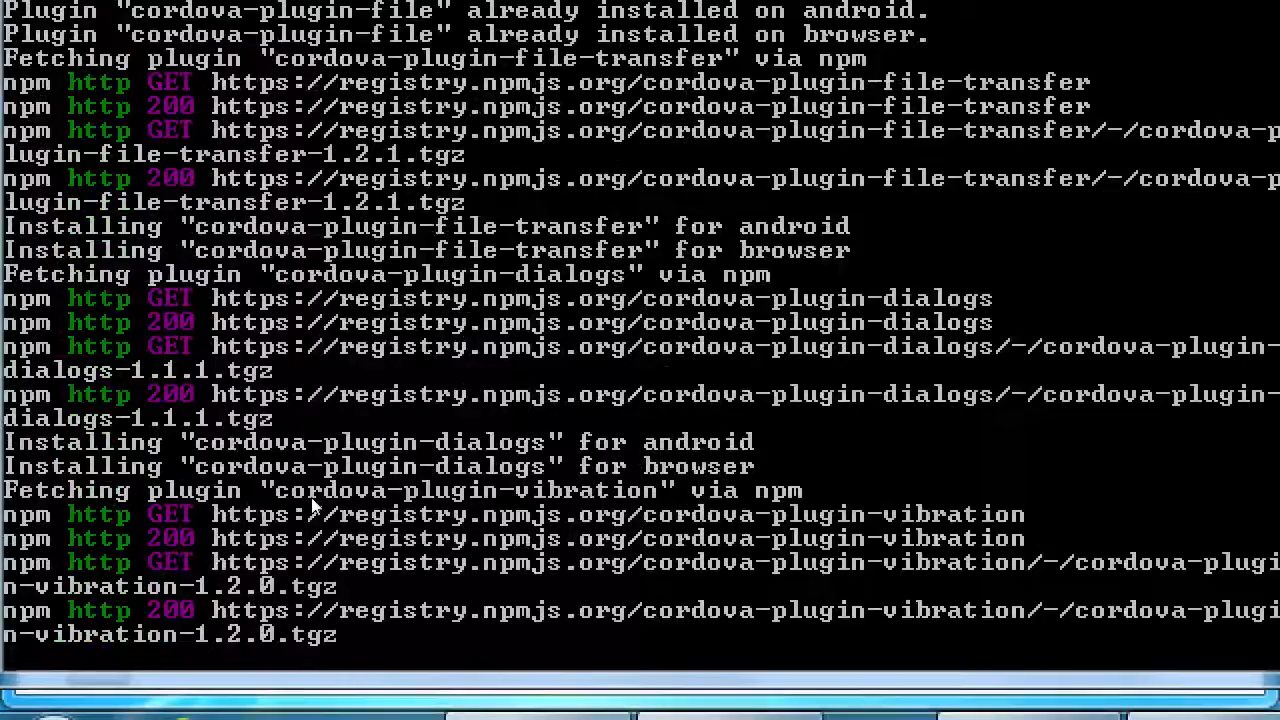 Plugin "cordova-plugin-file" already installed on android.
Plugin "cordova-plugin-file" already installed on browser.
Fetching plugin "cordova-plugin-file-transfer" via npm
npm http GET https://registry.npmjs.org/cordova-plugin-file-transfer
npm http 200 https://registry.npmjs.org/cordova-plugin-file-transfer
npm http GET https://registry.npmjs.org/cordova-plugin-file-transfer/-/cordova-p
lugin-file-transfer-1.2.1.tgz
npm http 200 https://registry.npmjs.org/cordova-plugin-file-transfer/-/cordova-p
lugin-file-transfer-1.2.1.tgz
Installing "cordova-plugin-file-transfer" for android
Installing "cordova-plugin-file-transfer" for browser
Fetching plugin "cordova-plugin-dialogs" via npm
npm http GET https://registry.npmjs.org/cordova-plugin-dialogs
npm http 200 https://registry.npmjs.org/cordova-plugin-dialogs
npm http GET https://registry.npmjs.org/cordova-plugin-dialogs/-/cordova-plugin-
dialogs-1.1.1.tgz
npm http 200 https://registry.npmjs.org/cordova-plugin-dialogs/-/cordova-plugin-
dialogs-1.1.1.tgz
Installing "cordova-plugin-dialogs" for android
Installing "cordova-plugin-dialogs" for browser
Fetching plugin "cordova-plugin-vibration" via npm
npm http GET https://registry.npmjs.org/cordova-plugin-vibration
npm http 200 https://registry.npmjs.org/cordova-plugin-vibration
npm http GET https://registry.npmjs.org/cordova-plugin-vibration/-/cordova-plugi
n-vibration-1.2.0.tgz
npm http 200 https://registry.npmjs.org/cordova-plugin-vibration/-/cordova-plugi
n-vibration-1.2.0.tgz